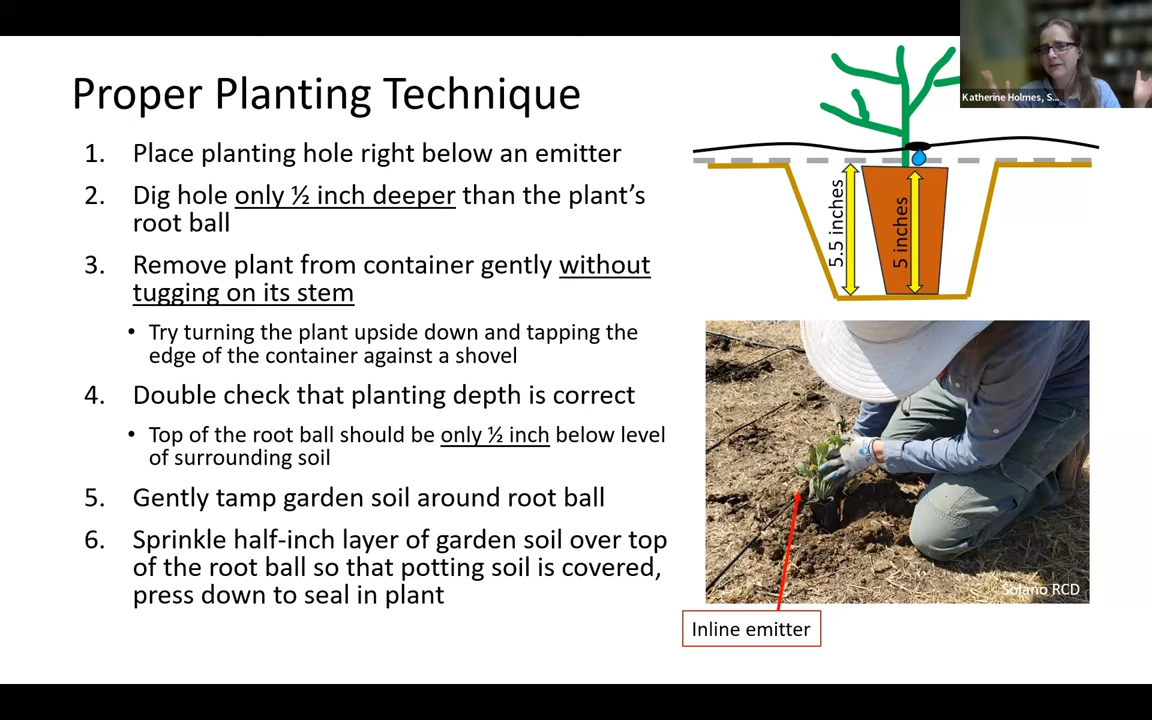 Proper Planting Technique
1. Place planting hole right below an emitter
2. Dig hole only ½ inch deeper than the plant’s
root ball
3. Remove plant from container gently without
tugging on its stem
• Try turning the plant upside down and tapping the
edge of the container against a shovel
4. Double check that planting depth is correct
• Top of the root ball should be only ½ inch below level
of surrounding soil
5. Gently tamp garden soil around root ball
6. Sprinkle half-inch layer of garden soil over top
of the root ball so that potting soil is covered,
press down to seal in plant
Katherine Holmes, S...
5.5 inches
5 inches
Solano RCD
Inline emitter